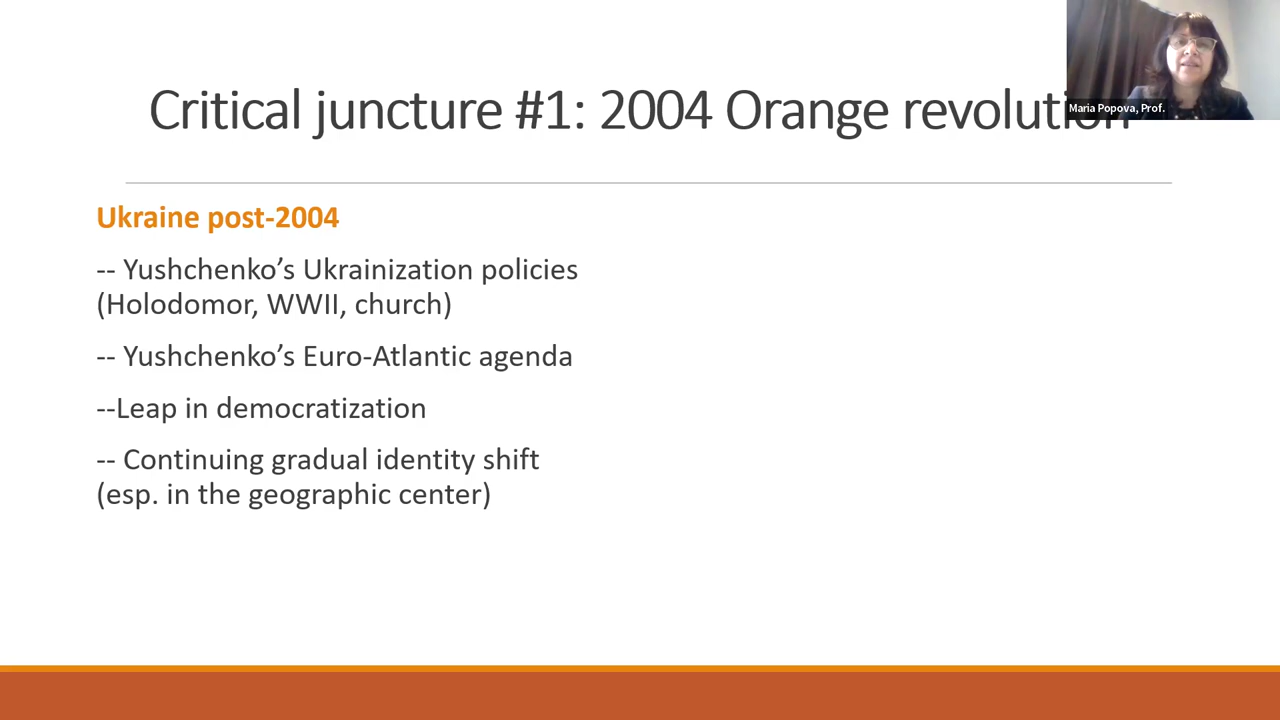 Critical juncture #1: 2004 Orange revolution
Maria Popova, Prof.
Ukraine post-2004
-- Yushchenko’s Ukrainization policies
(Holodomor, WWII, church)
-- Yushchenko’s Euro-Atlantic agenda
--Leap in democratization
-- Continuing gradual identity shift
(esp. in the geographic center)